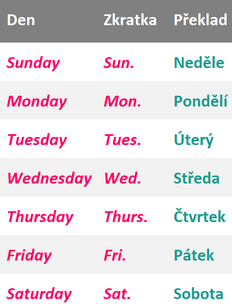 Den Zkratka Překlad
Sunday Sun. Neděle
Monday Mon. Pondělí
Tuesday Tues. Úterý
Wednesday Wed. Středa
Thursday Thurs. Čtvrtek
Friday Fri. Pátek
Saturday Sat. Sobota